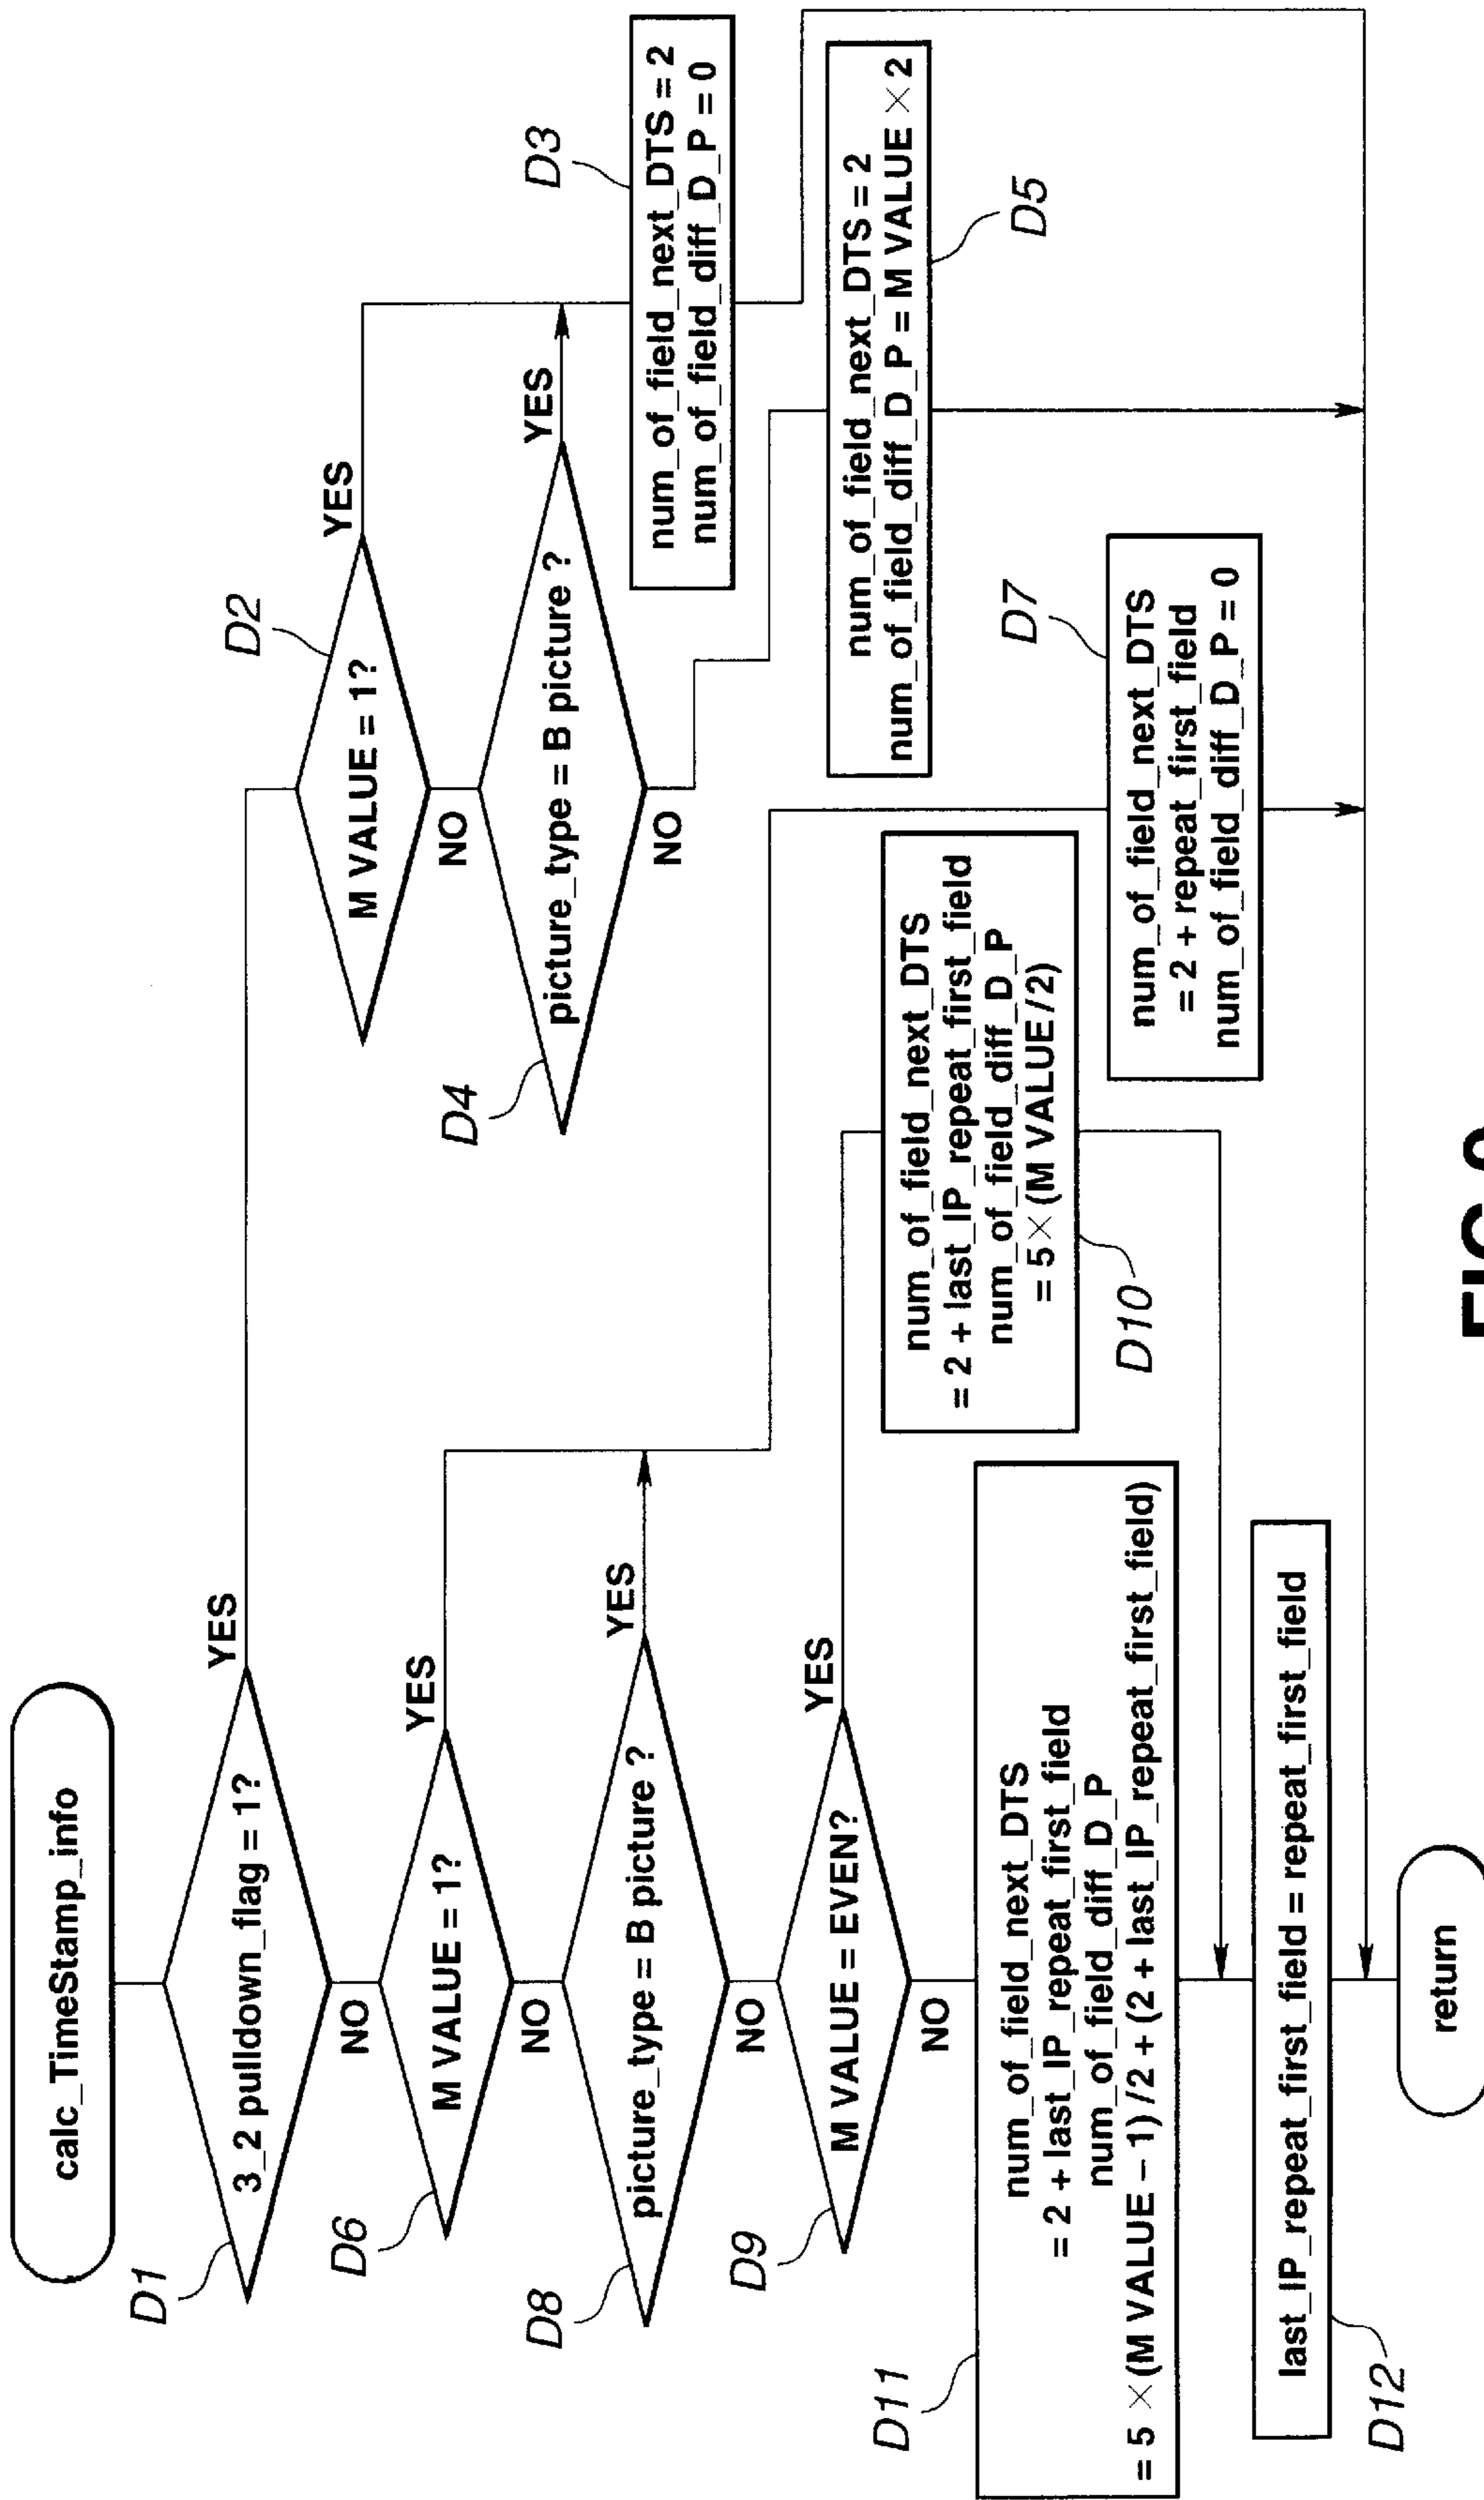 calc_TimeStamp_info
D1
3_2 pulldown_flag = 1?
YES
NO
D2
M VALUE = 1?
YES
NO
D4
picture_type = B picture ?
YES
NO
D3
num_of_field_next_DTS = 2
num_of_field_diff_D_P = 0
num_of_field_next_DTS = 2
num_of_field_diff_D_P = M VALUE × 2
D5
D6
M VALUE = 1?
YES
NO
D8
picture_type = B picture ?
YES
NO
D7
num_of_field_next_DTS
= 2 + repeat_first_field
num_of_field_diff_D_P = 0
D9
M VALUE = EVEN?
YES
NO
num_of_field_next_DTS
= 2 + last_IP_repeat_first_field
num_of_field_diff_D_P
= 5 × (M VALUE / 2)
D10
D11
num_of_field_next_DTS
= 2 + last_IP_repeat_first_field
num_of_field_diff_D_P
= 5 × (M VALUE − 1) / 2 + (2 + last_IP_repeat_first_field)
last_IP_repeat_first_field = repeat_first_field
D12
return